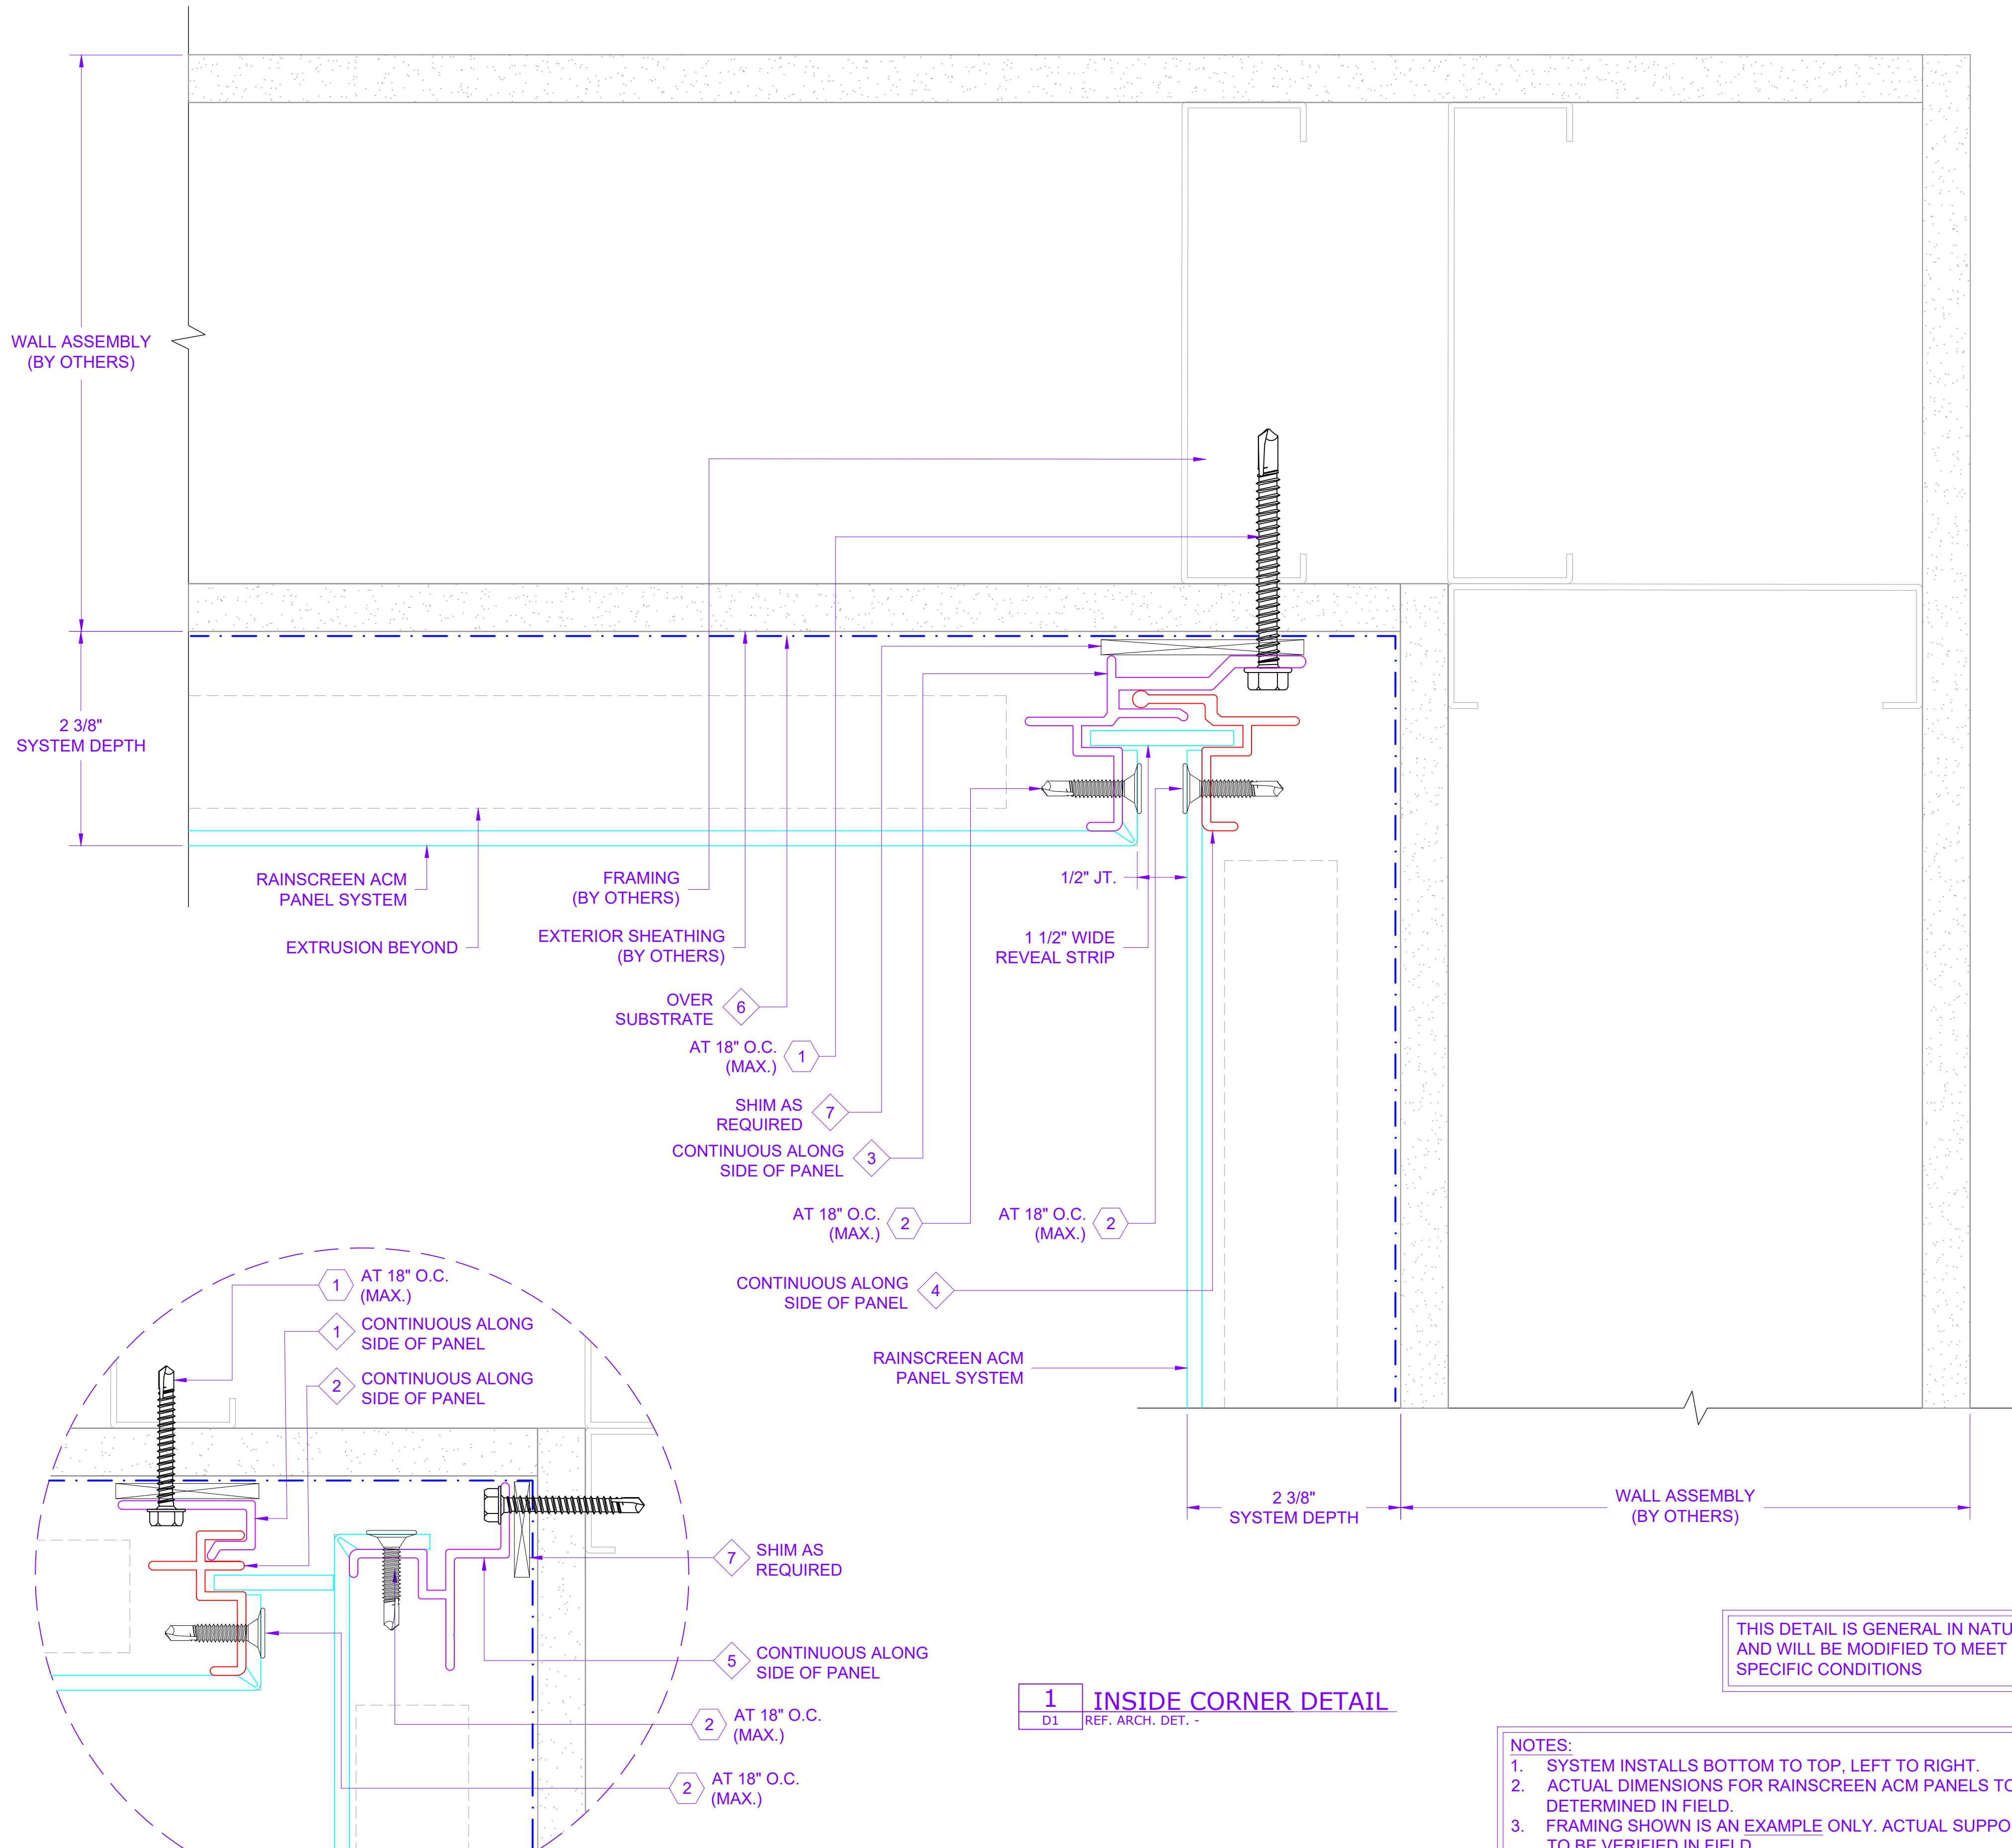 WALL ASSEMBLY
(BY OTHERS)
2 3/8"
SYSTEM DEPTH
RAINSCREEN ACM
PANEL SYSTEM
EXTRUSION BEYOND
FRAMING
(BY OTHERS)
EXTERIOR SHEATHING
(BY OTHERS)
1/2" JT.
1 1/2" WIDE
REVEAL STRIP
OVER
SUBSTRATE
6
AT 18" O.C.
(MAX.)
1
SHIM AS
REQUIRED
7
CONTINUOUS ALONG
SIDE OF PANEL
3
AT 18" O.C.
(MAX.)
2
AT 18" O.C.
(MAX.)
2
CONTINUOUS ALONG
SIDE OF PANEL
4
RAINSCREEN ACM
PANEL SYSTEM
2 3/8"
SYSTEM DEPTH
WALL ASSEMBLY
(BY OTHERS)
1
AT 18" O.C.
(MAX.)
1
CONTINUOUS ALONG
SIDE OF PANEL
2
CONTINUOUS ALONG
SIDE OF PANEL
7
SHIM AS
REQUIRED
5
CONTINUOUS ALONG
SIDE OF PANEL
2
AT 18" O.C.
(MAX.)
2
AT 18" O.C.
(MAX.)
1
D1
INSIDE CORNER DETAIL
REF. ARCH. DET. -
THIS DETAIL IS GENERAL IN NATU
AND WILL BE MODIFIED TO MEET
SPECIFIC CONDITIONS
NOTES:
1. SYSTEM INSTALLS BOTTOM TO TOP, LEFT TO RIGHT.
2. ACTUAL DIMENSIONS FOR RAINSCREEN ACM PANELS TO
DETERMINED IN FIELD.
3. FRAMING SHOWN IS AN EXAMPLE ONLY. ACTUAL SUPPO
TO BE VERIFIED IN FIELD